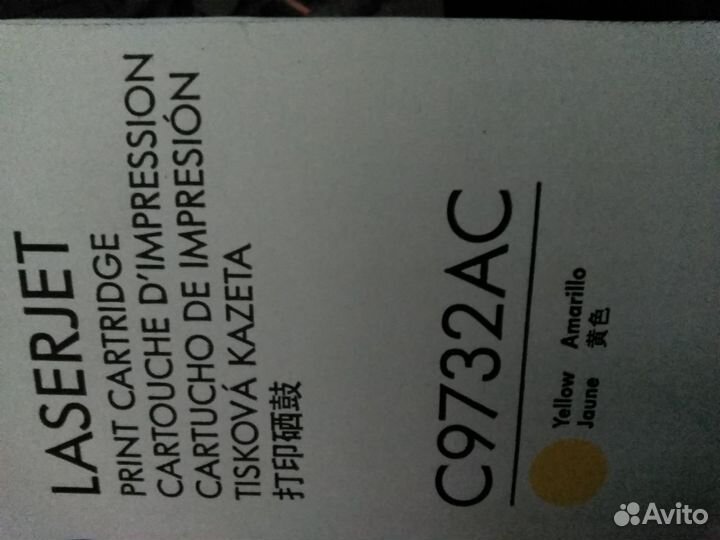 LASERJET
PRINT CARTRIDGE
CARTOUCHE D'IMPRESSION
CARTUCHO DE IMPRESIÓN
TISKOVÁ KAZETA
打印硒鼓
C9732AC
Yellow Amarillo
Jaune 黄色
Avito